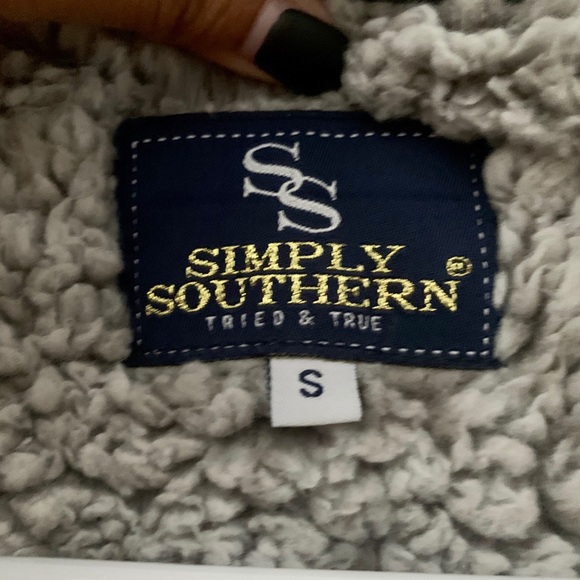 SS
SIMPLY
SOUTHERN®
TRIED & TRUE
S